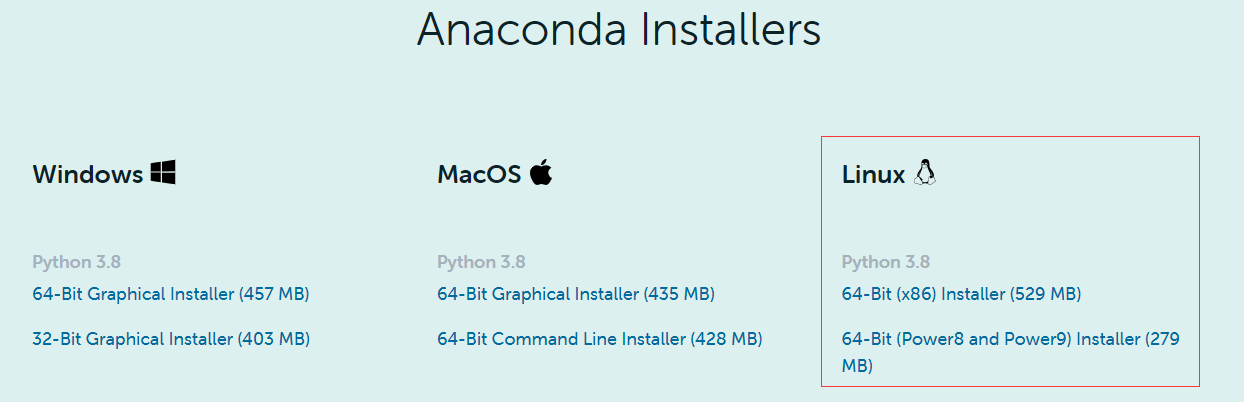 Anaconda Installers
Windows
Python 3.8
64-Bit Graphical Installer (457 MB)
32-Bit Graphical Installer (403 MB)
MacOS
Python 3.8
64-Bit Graphical Installer (435 MB)
64-Bit Command Line Installer (428 MB)
Linux
Python 3.8
64-Bit (x86) Installer (529 MB)
64-Bit (Power8 and Power9) Installer (279
MB)